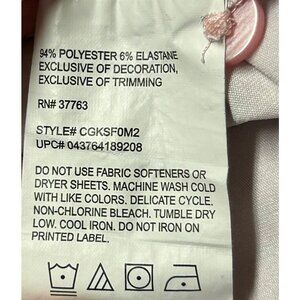 94% POLYESTER 6% ELASTANE
EXCLUSIVE OF DECORATION,
EXCLUSIVE OF TRIMMING
RN# 37763
STYLE# CGKSF0M2
UPC# 043764189208
DO NOT USE FABRIC SOFTENERS OR
DRYER SHEETS. MACHINE WASH COLD
WITH LIKE COLORS. DELICATE CYCLE.
NON-CHLORINE BLEACH. TUMBLE DRY
LOW. COOL IRON. DO NOT IRON ON
PRINTED LABEL.